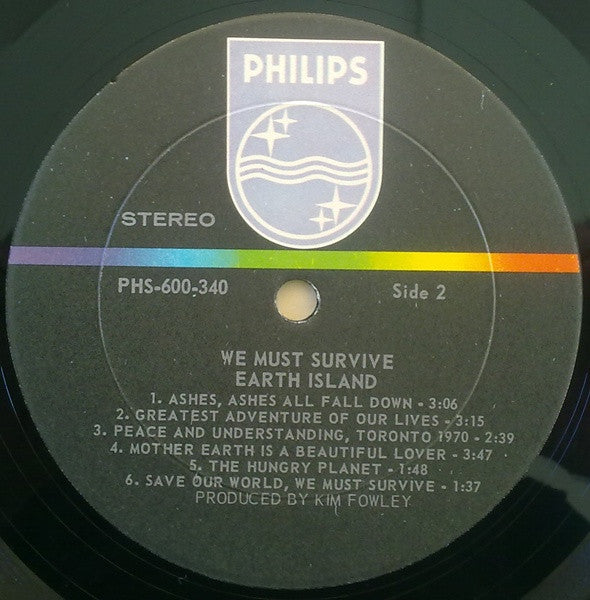 PHILIPS
STEREO
PHS-600-340
Side 2
WE MUST SURVIVE
EARTH ISLAND
1. ASHES, ASHES ALL FALL DOWN - 3:06
2. GREATEST ADVENTURE OF OUR LIVES - 3:15
3. PEACE AND UNDERSTANDING, TORONTO 1970 - 2:39
4. MOTHER EARTH IS A BEAUTIFUL LOVER - 3:47
5. THE HUNGRY PLANET - 1:48
6. SAVE OUR WORLD, WE MUST SURVIVE - 1:37
PRODUCED BY KIM FOWLEY